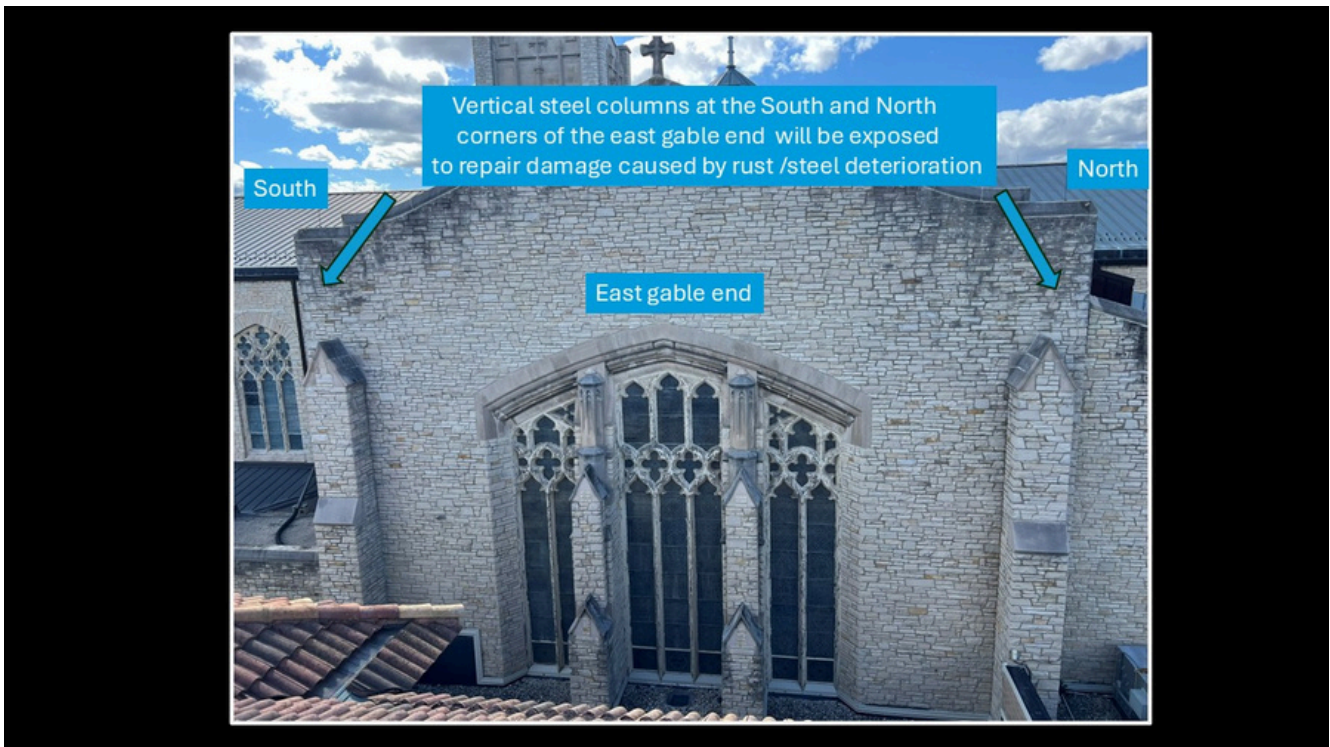 Vertical steel columns at the South and North
corners of the east gable end will be exposed
to repair damage caused by rust /steel deterioration
South
North
East gable end